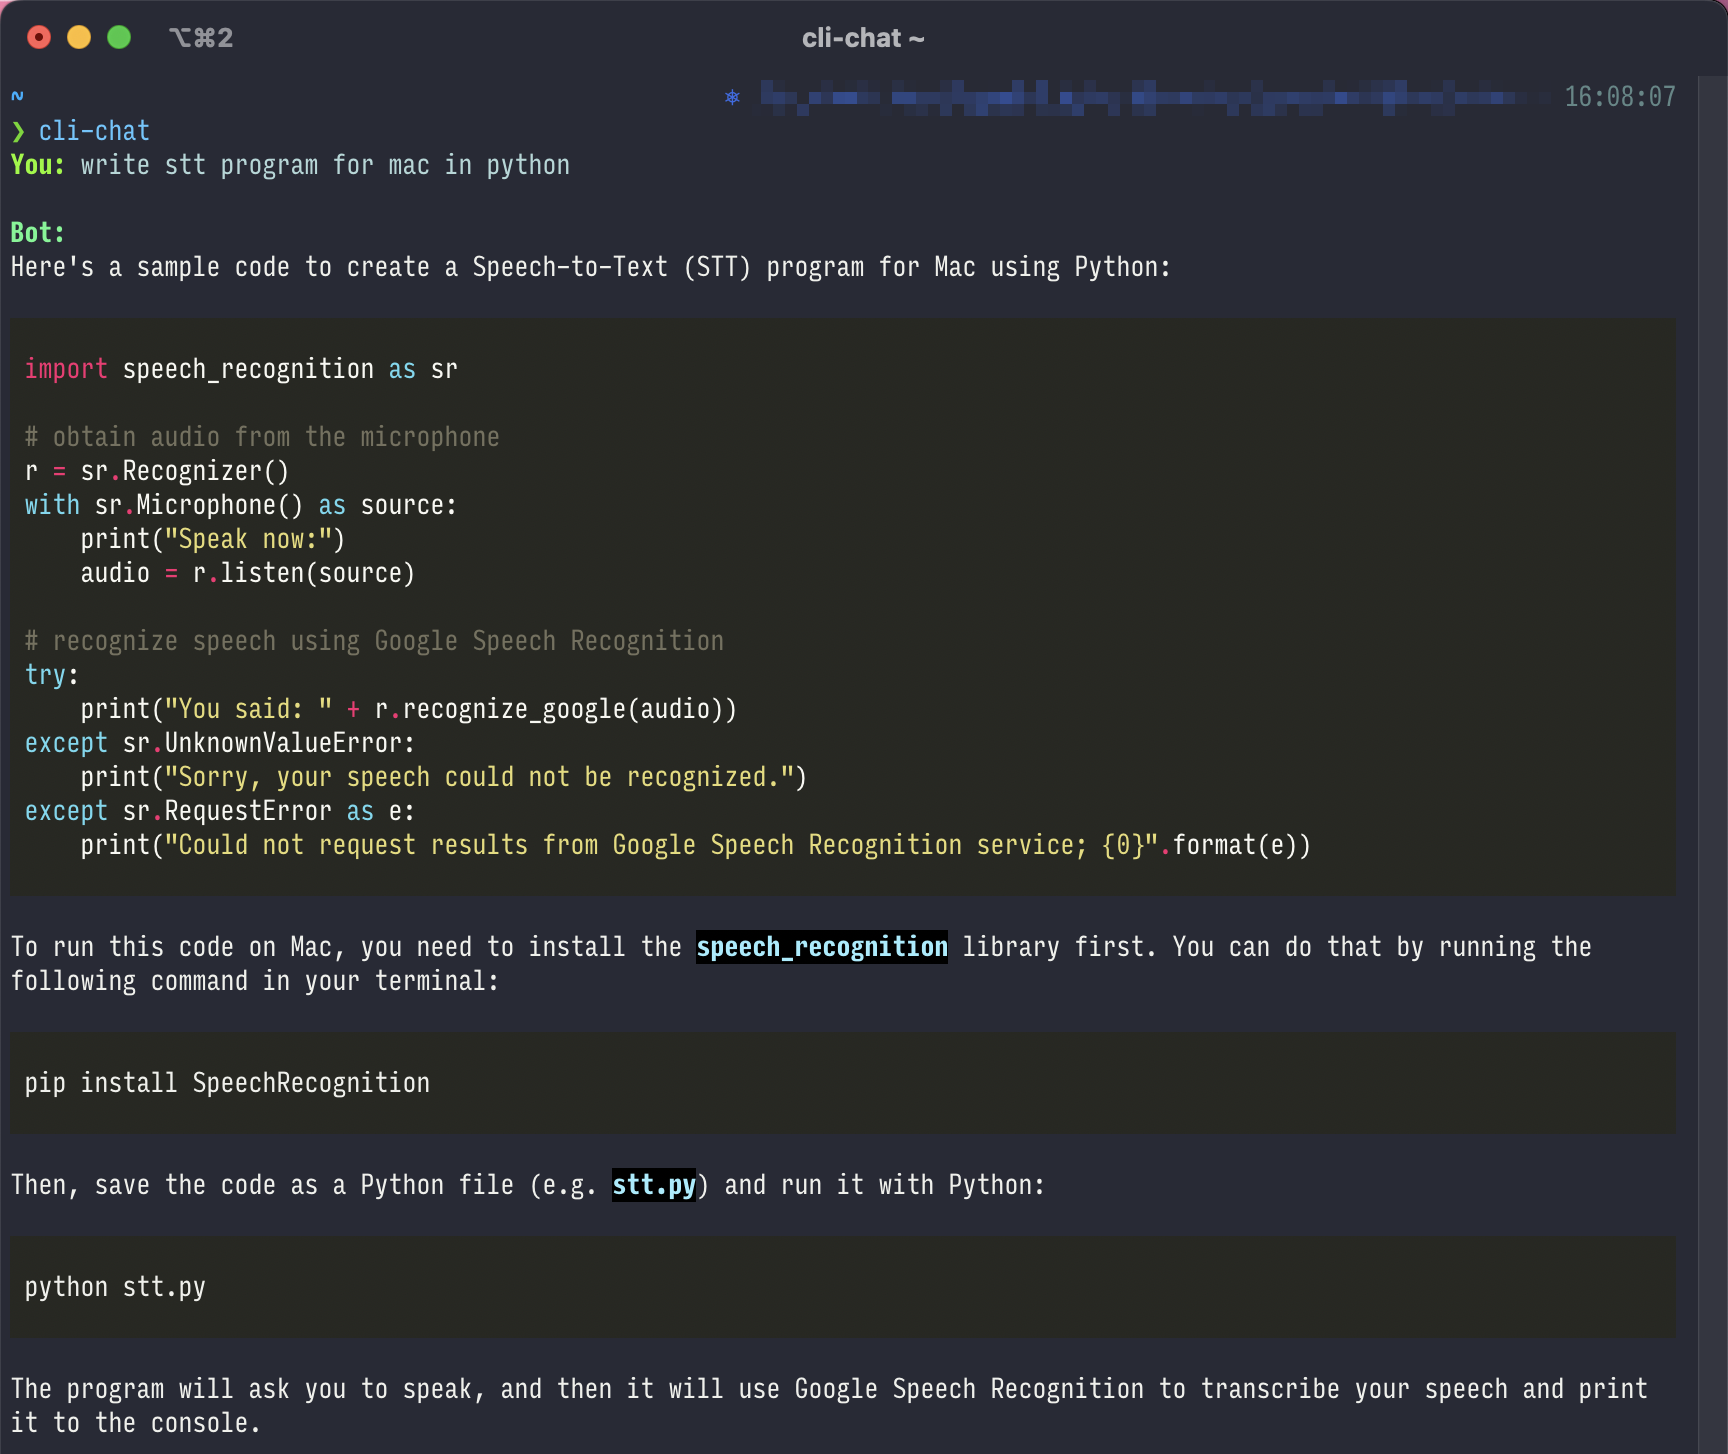 ⌥⌘2
cli-chat ~
~ 16:08:07
❯ cli-chat
You: write stt program for mac in python
Bot:
Here's a sample code to create a Speech-to-Text (STT) program for Mac using Python:
import speech_recognition as sr
# obtain audio from the microphone
r = sr.Recognizer()
with sr.Microphone() as source:
    print("Speak now:")
    audio = r.listen(source)
# recognize speech using Google Speech Recognition
try:
    print("You said: " + r.recognize_google(audio))
except sr.UnknownValueError:
    print("Sorry, your speech could not be recognized.")
except sr.RequestError as e:
    print("Could not request results from Google Speech Recognition service; {0}".format(e))
To run this code on Mac, you need to install the speech_recognition library first. You can do that by running the
following command in your terminal:
pip install SpeechRecognition
Then, save the code as a Python file (e.g. stt.py) and run it with Python:
python stt.py
The program will ask you to speak, and then it will use Google Speech Recognition to transcribe your speech and print
it to the console.